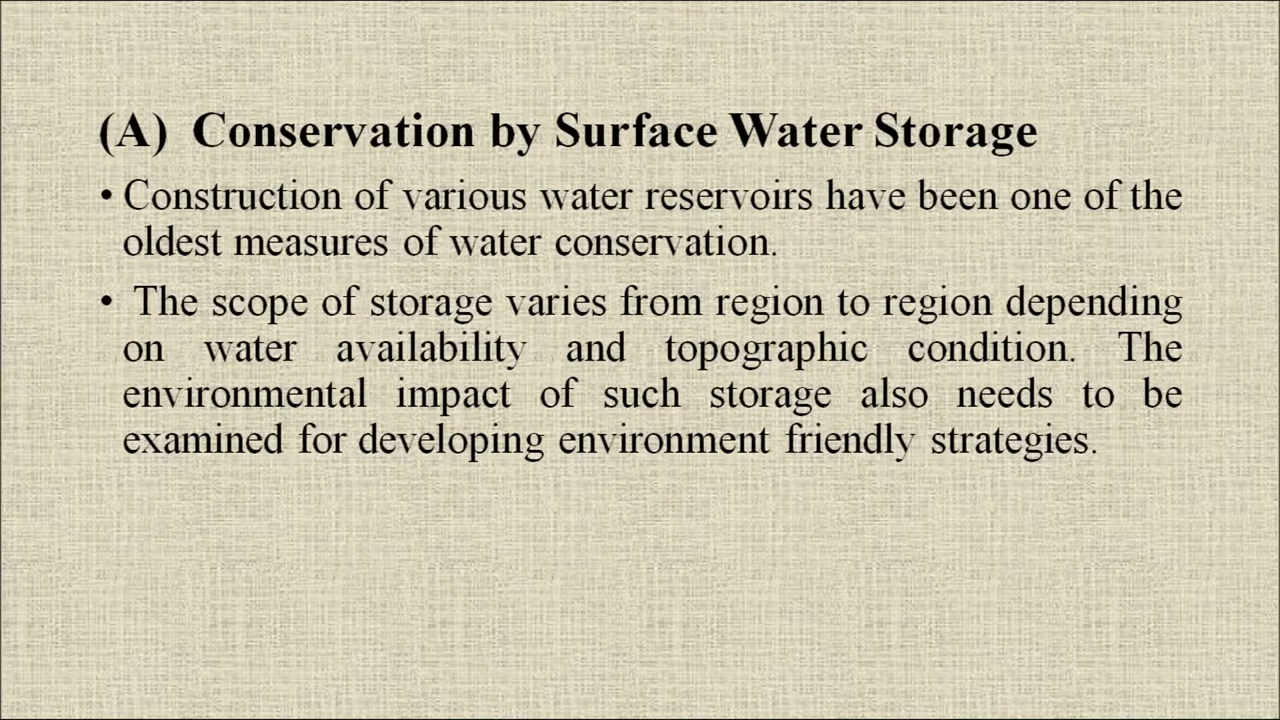 (A) Conservation by Surface Water Storage
• Construction of various water reservoirs have been one of the
oldest measures of water conservation.
• The scope of storage varies from region to region depending
on water availability and topographic condition. The
environmental impact of such storage also needs to be
examined for developing environment friendly strategies.